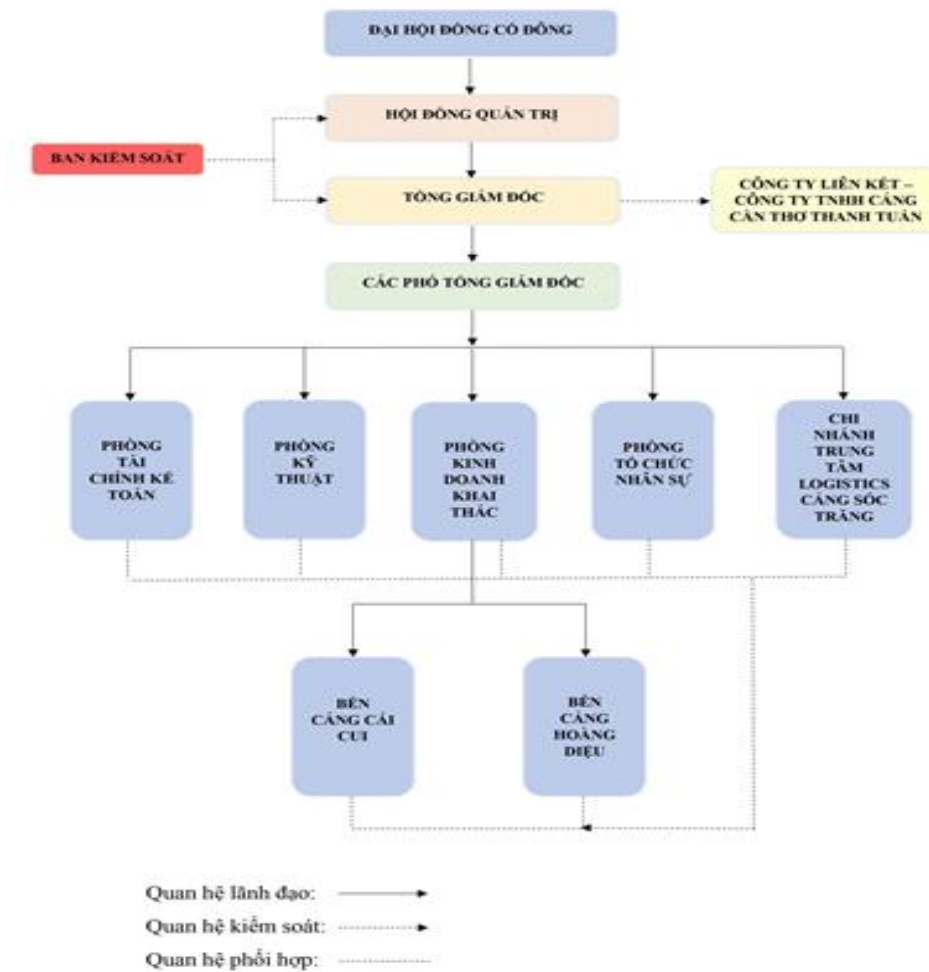 ĐẠI HỘI ĐỒNG CỔ ĐÔNG
HỘI ĐỒNG QUẢN TRỊ
BAN KIỂM SOÁT
TỔNG GIÁM ĐỐC
CÔNG TY LIÊN KẾT –
CÔNG TY TNHH CẢNG
CẦN THƠ THANH TUẤN
CÁC PHÓ TỔNG GIÁM ĐỐC
PHÒNG
TÀI
CHÍNH KẾ
TOÁN
PHÒNG
KỸ
THUẬT
PHÒNG
KINH
DOANH
KHAI
THÁC
PHÒNG
TỔ CHỨC
NHÂN SỰ
CHI
NHÁNH
TRUNG
TÂM
LOGISTICS
CẢNG SÓC
TRĂNG
BẾN
CẢNG CÁI
CUI
BẾN
CẢNG
HOÀNG
DIỆU
Quan hệ lãnh đạo:
Quan hệ kiểm soát:
Quan hệ phối hợp: